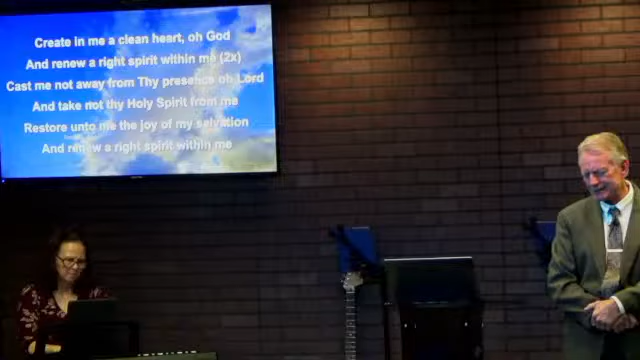 Create in me a clean heart, oh God
And renew a right spirit within me (2x)
Cast me not away from Thy presence oh Lord
And take not thy Holy Spirit from me
Restore unto me the joy of my salvation
And renew a right spirit within me